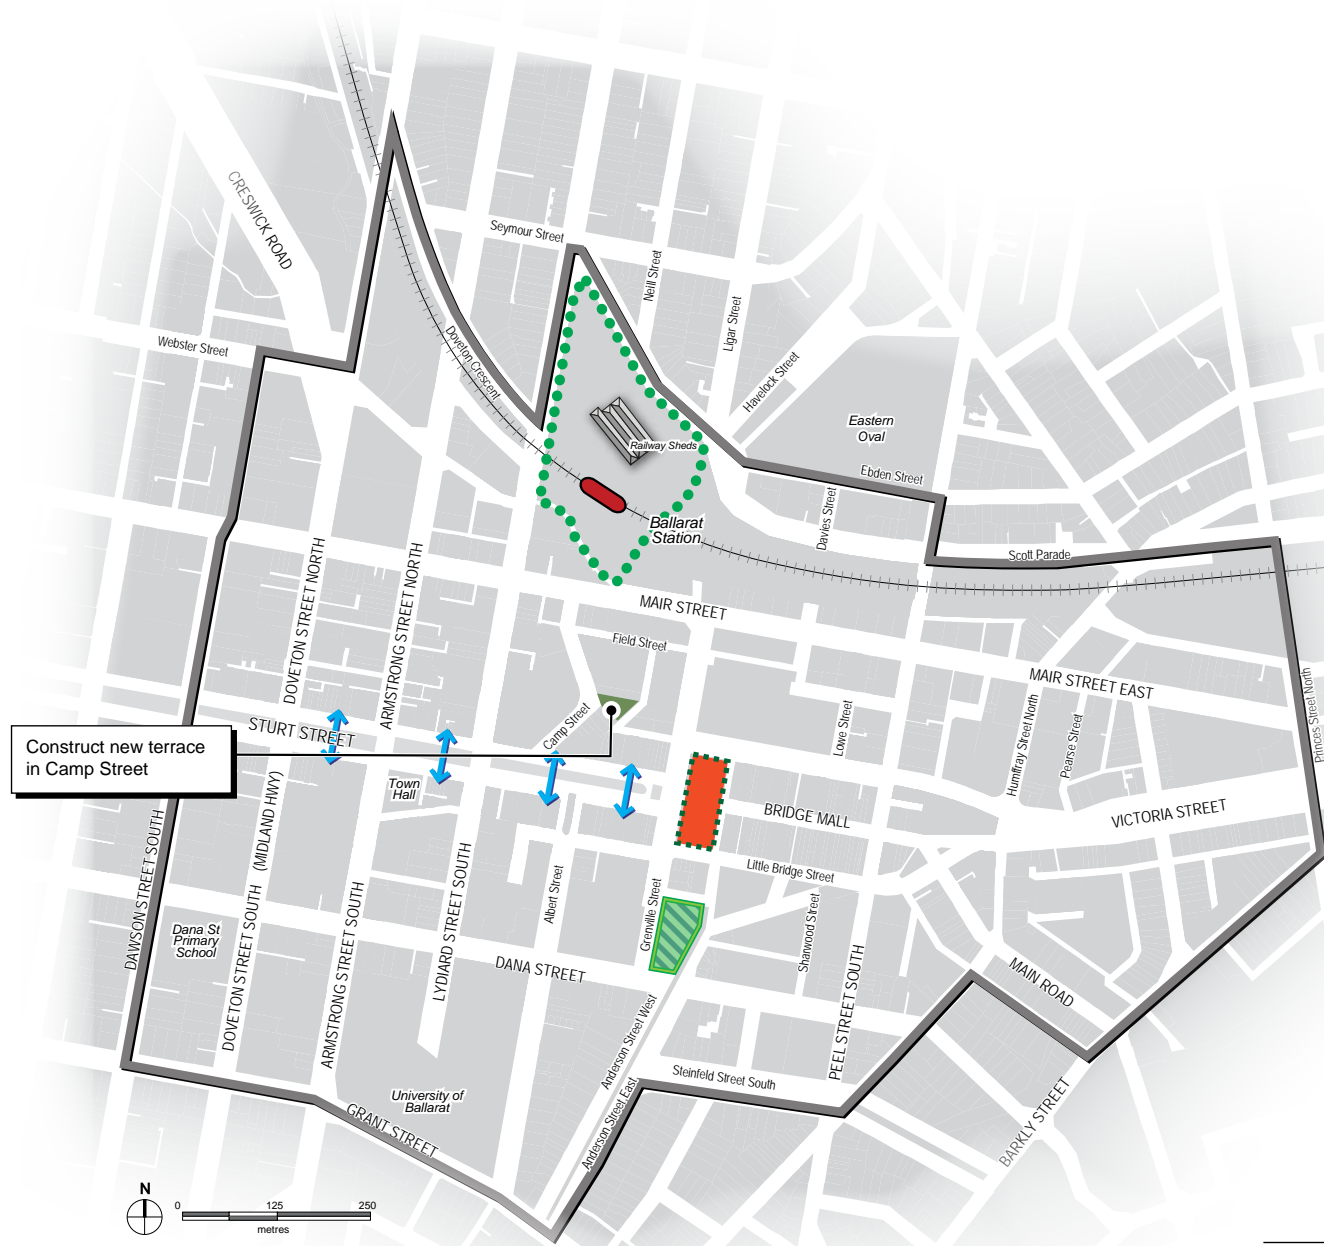 CRESWICK ROAD
Seymour Street
Neill Street
Ligar Street
Webster Street
Doveton Crescent
Havelock Street
Eastern
Oval
Railway Sheds
Ebden Street
Davies Street
Ballarat
Station
Scott Parade
DOVETON STREET NORTH
ARMSTRONG STREET NORTH
MAIR STREET
Field Street
MAIR STREET EAST
Princes Street North
Humffray Street North
Pearse Street
Lowe Street
Camp Street
STURT STREET
Construct new terrace
in Camp Street
Town
Hall
BRIDGE MALL
VICTORIA STREET
Little Bridge Street
DAWSON STREET SOUTH
DOVETON STREET SOUTH (MIDLAND HWY)
ARMSTRONG STREET SOUTH
LYDIARD STREET SOUTH
Albert Street
Grenville Street
Sharwood Street
PEEL STREET SOUTH
Dana St
Primary
School
DANA STREET
MAIN ROAD
Anderson Street West
Anderson Street East
Steinfeld Street South
University of
Ballarat
GRANT STREET
BARKLY STREET
N
0 125 250
metres